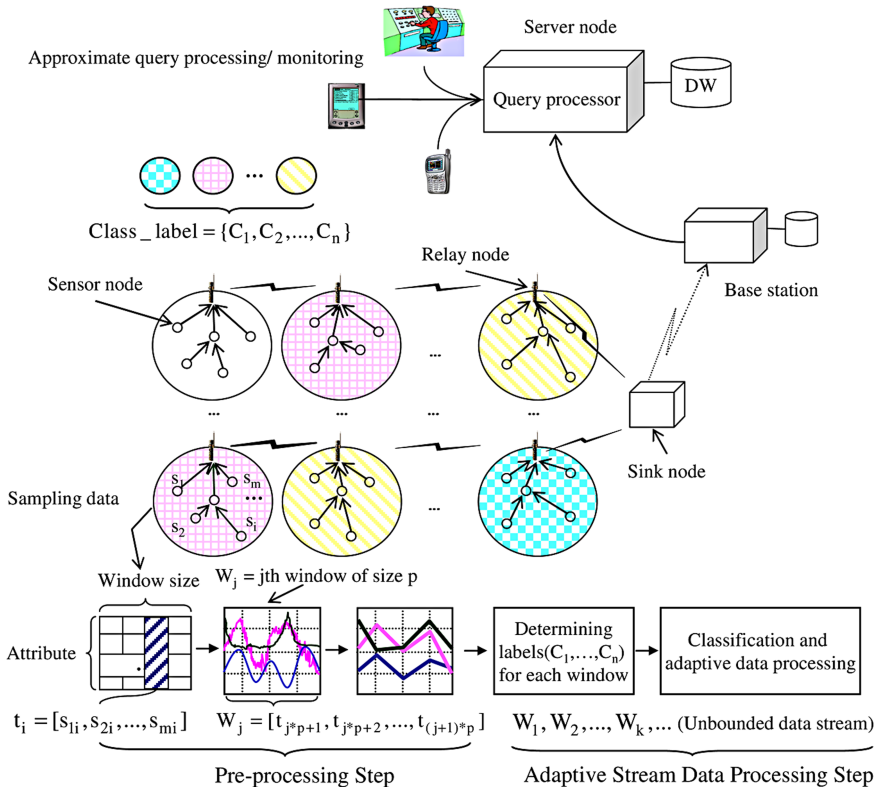 Server node
Approximate query processing/ monitoring
Query processor
DW
Class_label = {C1, C2, ..., Cn}
Relay node
Sensor node
Base station
...
... ... ...
Sink node
s1 sm
...
s2 si
Sampling data
...
Window size
Wj = jth window of size p
Attribute
Determining
labels(C1,...,Cn)
for each window
Classification and
adaptive data processing
ti = [s1i, s2i, ..., smi]
Wj = [tj*p+1, tj*p+2, ..., t(j+1)*p]
W1, W2, ..., Wk, ... (Unbounded data stream)
Pre-processing Step
Adaptive Stream Data Processing Step